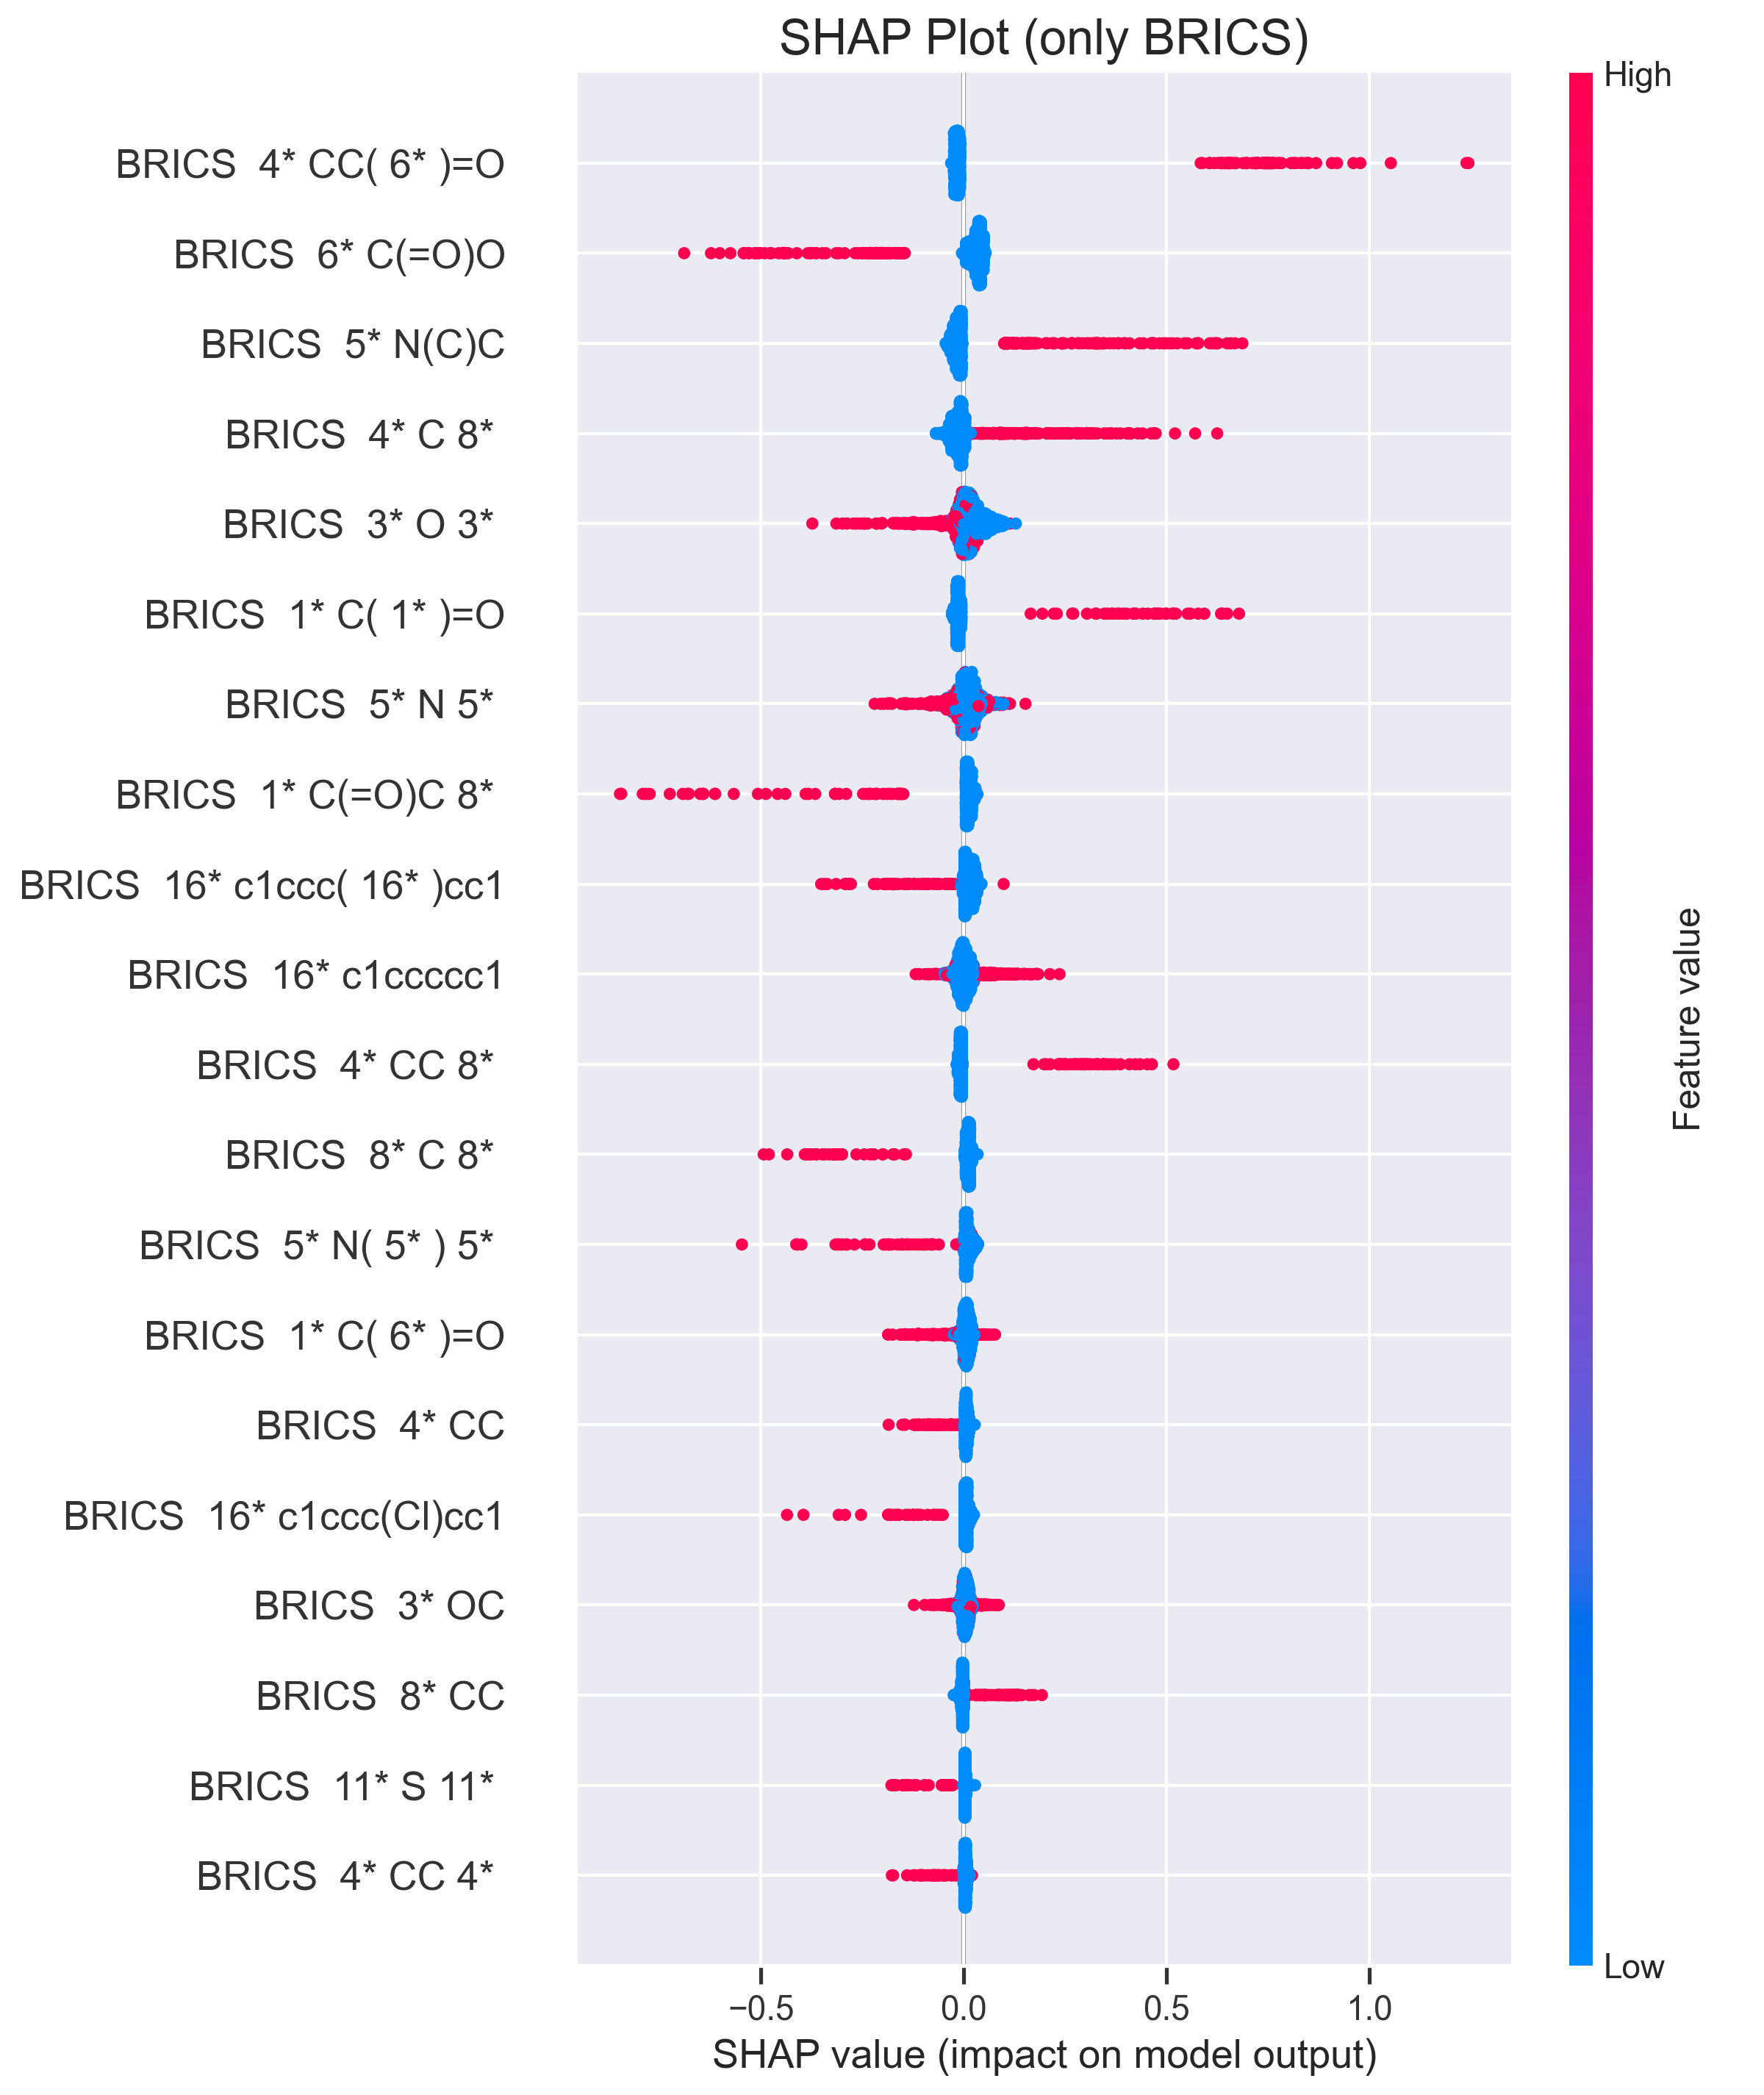 SHAP Plot (only BRICS)
High
BRICS  4* CC( 6* )=O
BRICS  6* C(=O)O
BRICS  5* N(C)C
BRICS  4* C 8*
BRICS  3* O 3*
BRICS  1* C( 1* )=O
BRICS  5* N 5*
BRICS  1* C(=O)C 8*
BRICS  16* c1ccc( 16* )cc1
BRICS  16* c1ccccc1
BRICS  4* CC 8*
BRICS  8* C 8*
BRICS  5* N( 5* ) 5*
BRICS  1* C( 6* )=O
BRICS  4* CC
BRICS  16* c1ccc(Cl)cc1
BRICS  3* OC
BRICS  8* CC
BRICS  11* S 11*
BRICS  4* CC 4*
Feature value
Low
−0.5 0.0 0.5 1.0
SHAP value (impact on model output)